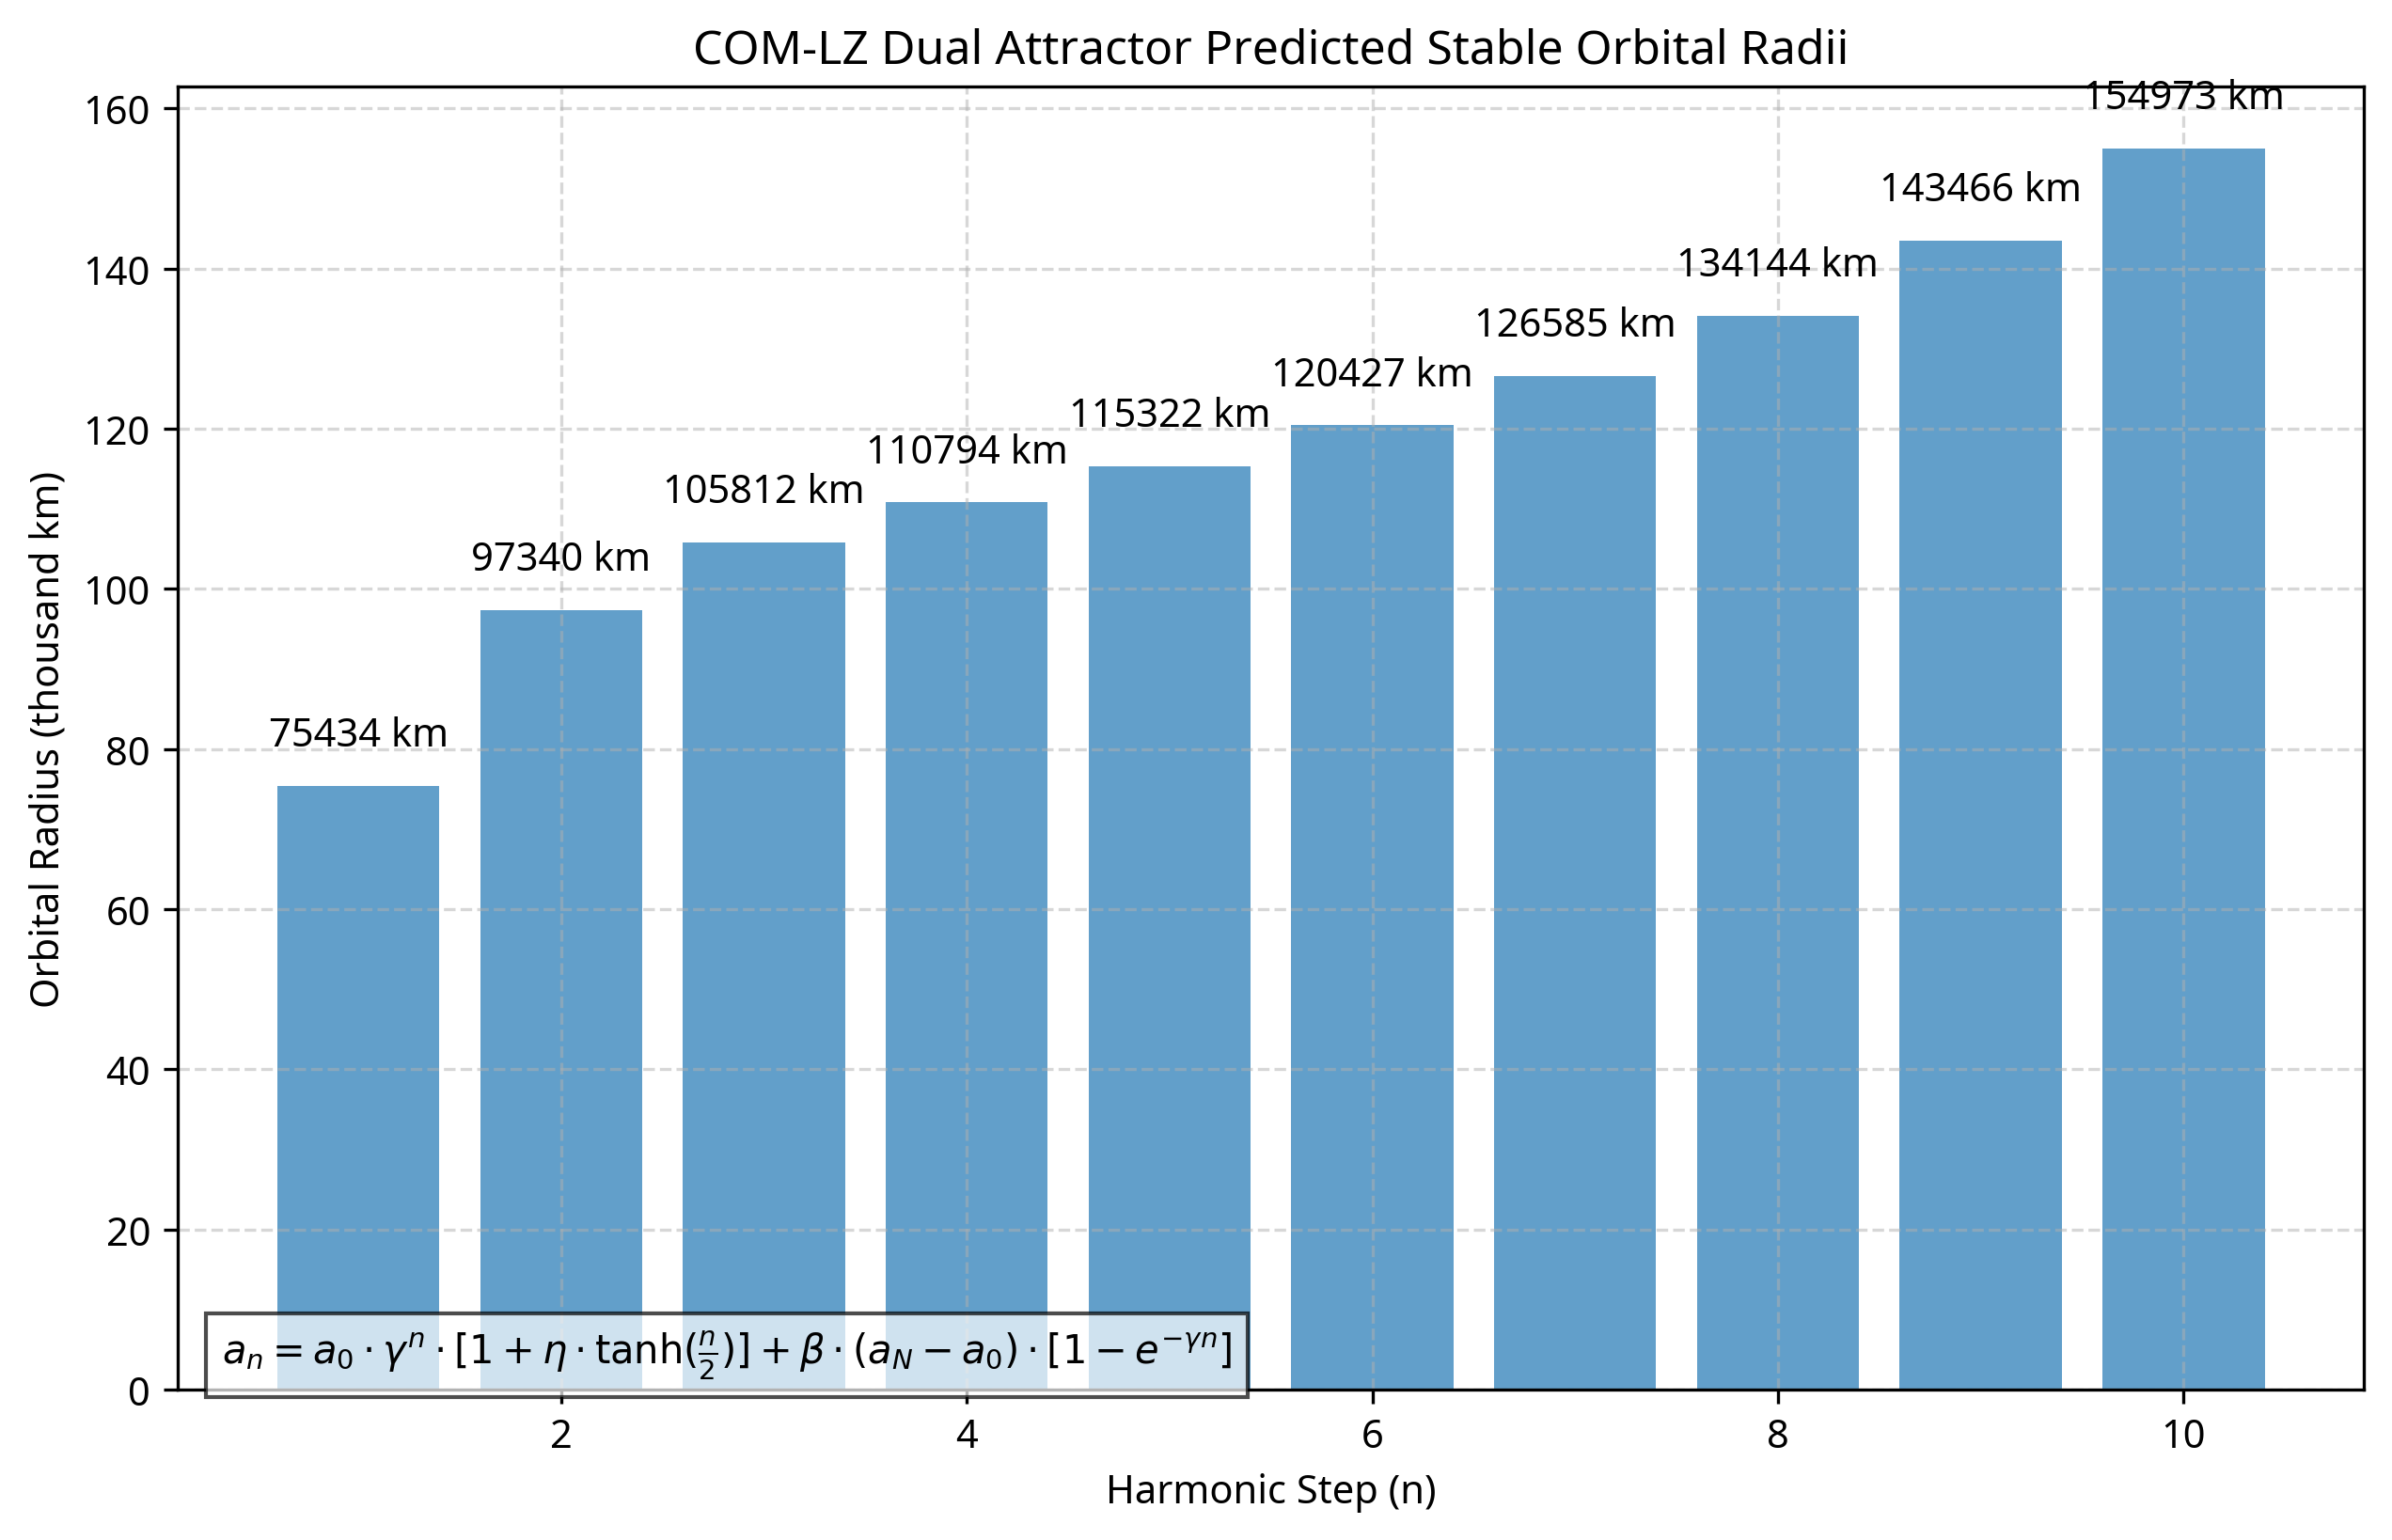 COM-LZ Dual Attractor Predicted Stable Orbital Radii
Orbital Radius (thousand km)
160
140
120
100
80
60
40
20
0
75434 km
97340 km
105812 km
110794 km
115322 km
120427 km
126585 km
134144 km
143466 km
154973 km
aₙ = a₀ · γⁿ · [1 + η · tanh(n/2)] + β · (a_N − a₀) · [1 − e^{−γn}]
2
4
6
8
10
Harmonic Step (n)